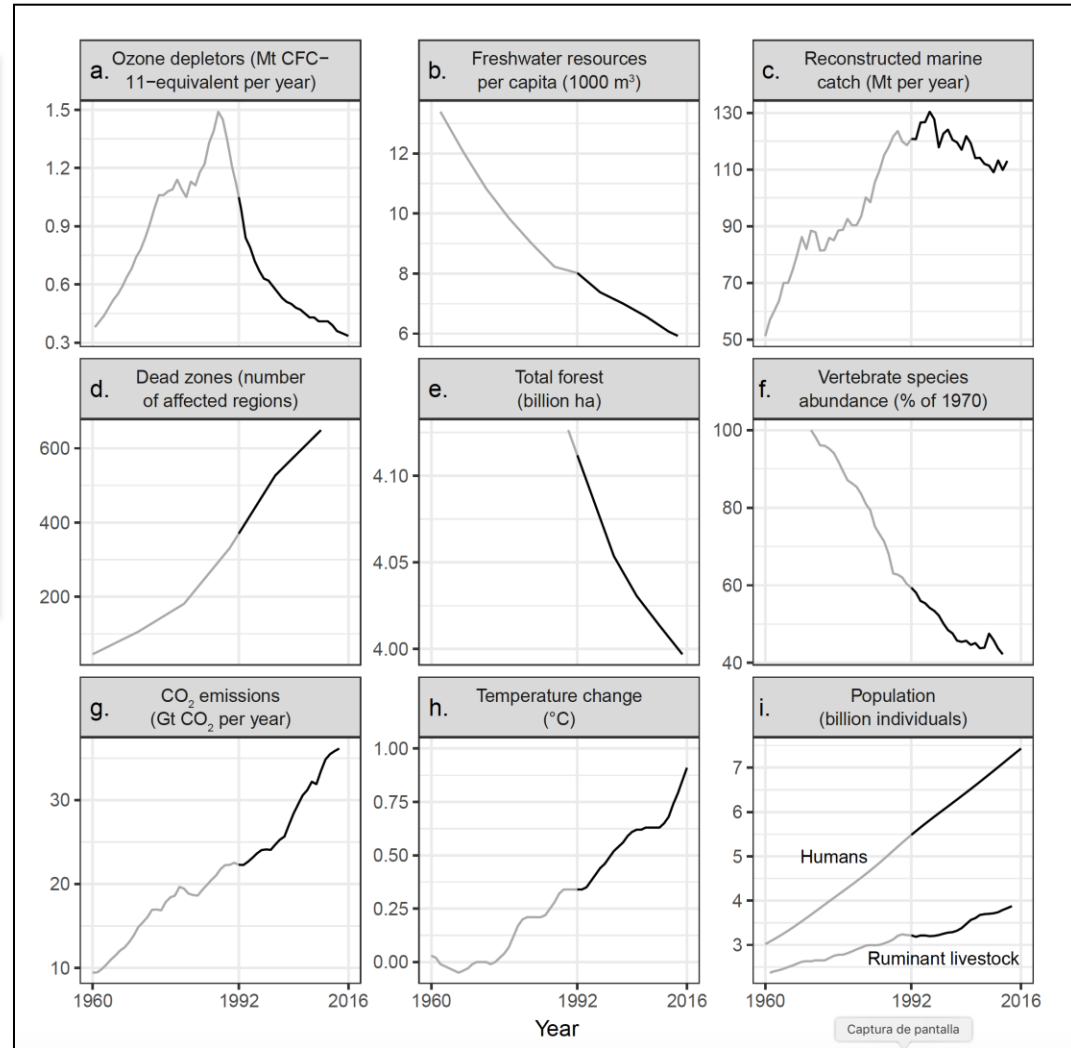 a. Ozone depletors (Mt CFC−
11−equivalent per year)
b. Freshwater resources
per capita (1000 m³)
c. Reconstructed marine
catch (Mt per year)
1.5
1.2
0.9
0.6
0.3
12
10
8
6
130
110
90
70
50
d. Dead zones (number
of affected regions)
e. Total forest
(billion ha)
f. Vertebrate species
abundance (% of 1970)
600
400
200
4.10
4.05
4.00
100
80
60
40
g. CO₂ emissions
(Gt CO₂ per year)
h. Temperature change
(°C)
i. Population
(billion individuals)
30
20
10
1.00
0.75
0.50
0.25
0.00
7
6
5
4
3
Humans
Ruminant livestock
1960 1992 2016
1960 1992 2016
1960 1992 2016
Year
Captura de pantalla